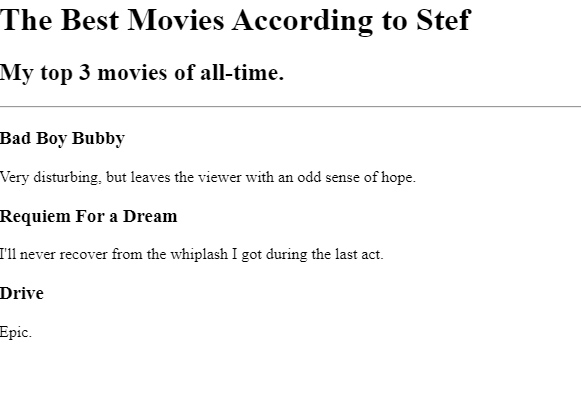 The Best Movies According to Stef
My top 3 movies of all-time.
Bad Boy Bubby
Very disturbing, but leaves the viewer with an odd sense of hope.
Requiem For a Dream
I'll never recover from the whiplash I got during the last act.
Drive
Epic.